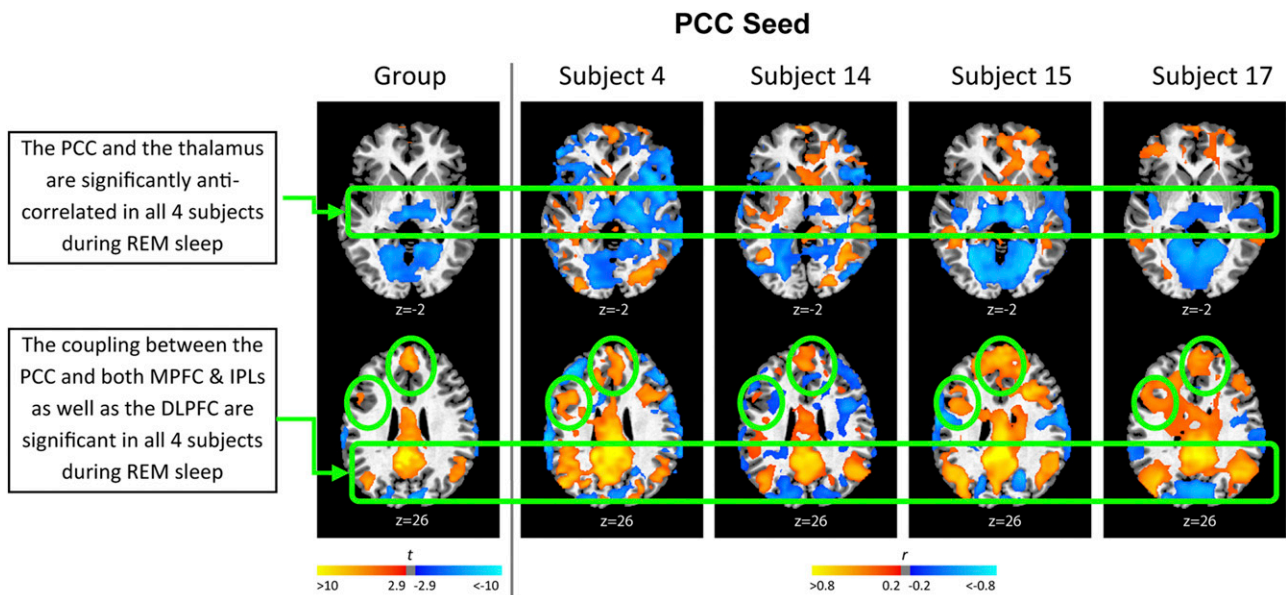 PCC Seed
Group
Subject 4
Subject 14
Subject 15
Subject 17
The PCC and the thalamus
are significantly anti-
correlated in all 4 subjects
during REM sleep
z=-2
z=-2
z=-2
z=-2
z=-2
The coupling between the
PCC and both MPFC & IPLs
as well as the DLPFC are
significant in all 4 subjects
during REM sleep
z=26
z=26
z=26
z=26
z=26
t
>10 2.9 -2.9 <-10
r
>0.8 0.2 -0.2 <-0.8